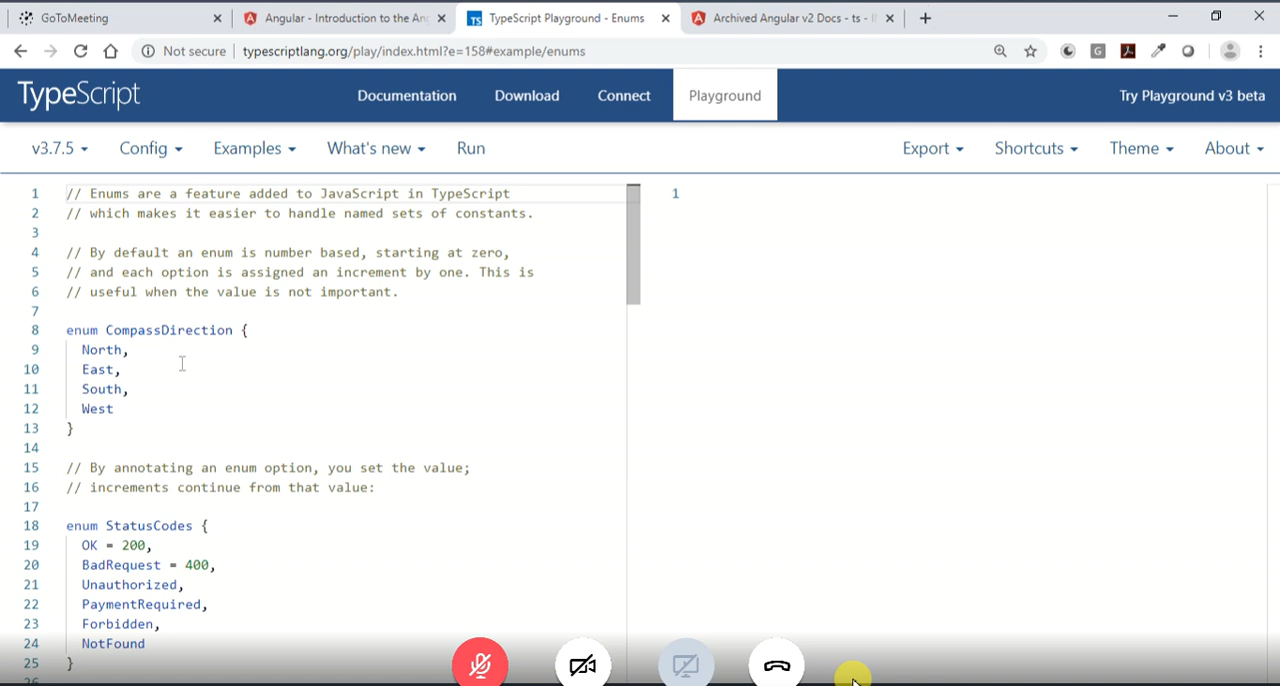 GoToMeeting
Angular - Introduction to the Ang
TypeScript Playground - Enums
Archived Angular v2 Docs - ts - I
Not secure
typescriptlang.org/play/index.html?e=158#example/enums
TypeScript
Documentation
Download
Connect
Playground
Try Playground v3 beta
v3.7.5
Config
Examples
What's new
Run
Export
Shortcuts
Theme
About
1 // Enums are a feature added to JavaScript in TypeScript
2 // which makes it easier to handle named sets of constants.
3
4 // By default an enum is number based, starting at zero,
5 // and each option is assigned an increment by one. This is
6 // useful when the value is not important.
7
8 enum CompassDirection {
9 North,
10 East,
11 South,
12 West
13 }
14
15 // By annotating an enum option, you set the value;
16 // increments continue from that value:
17
18 enum StatusCodes {
19 OK = 200,
20 BadRequest = 400,
21 Unauthorized,
22 PaymentRequired,
23 Forbidden,
24 NotFound
25 }
26
1